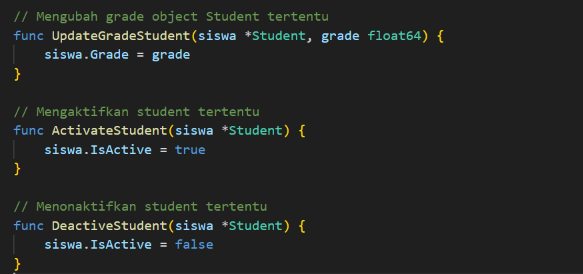 // Mengubah grade object Student tertentu
func UpdateGradeStudent(siswa *Student, grade float64) {
    siswa.Grade = grade
}
// Mengaktifkan student tertentu
func ActivateStudent(siswa *Student) {
    siswa.IsActive = true
}
// Menonaktifkan student tertentu
func DeactiveStudent(siswa *Student) {
    siswa.IsActive = false
}